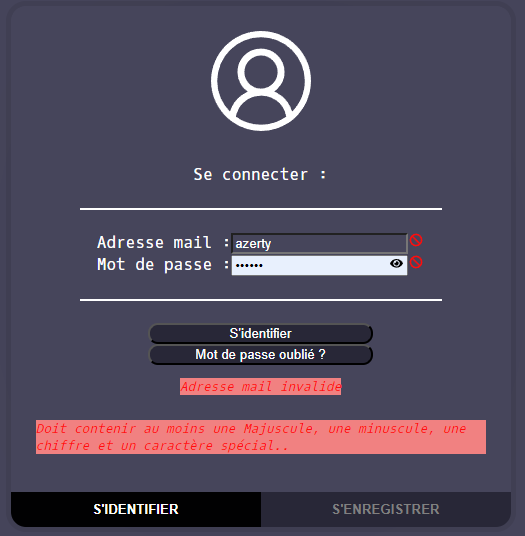 Se connecter :
Adresse mail : azerty
Mot de passe : ••••••
S'identifier
Mot de passe oublié ?
Adresse mail invalide
Doit contenir au moins une Majuscule, une minuscule, une
chiffre et un caractère spécial..
S'IDENTIFIER S'ENREGISTRER